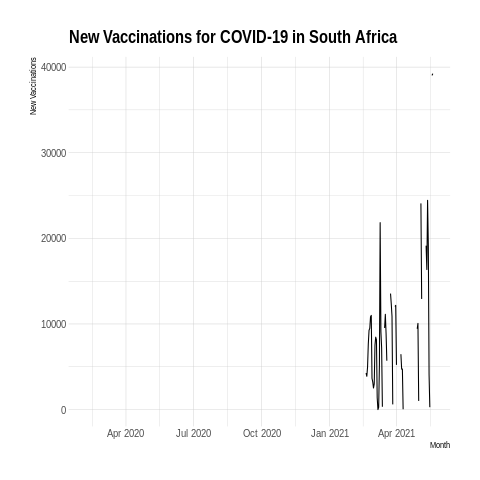 New Vaccinations for COVID-19 in South Africa
New Vaccinations
40000
30000
20000
10000
0
Apr 2020 Jul 2020 Oct 2020 Jan 2021 Apr 2021
Month